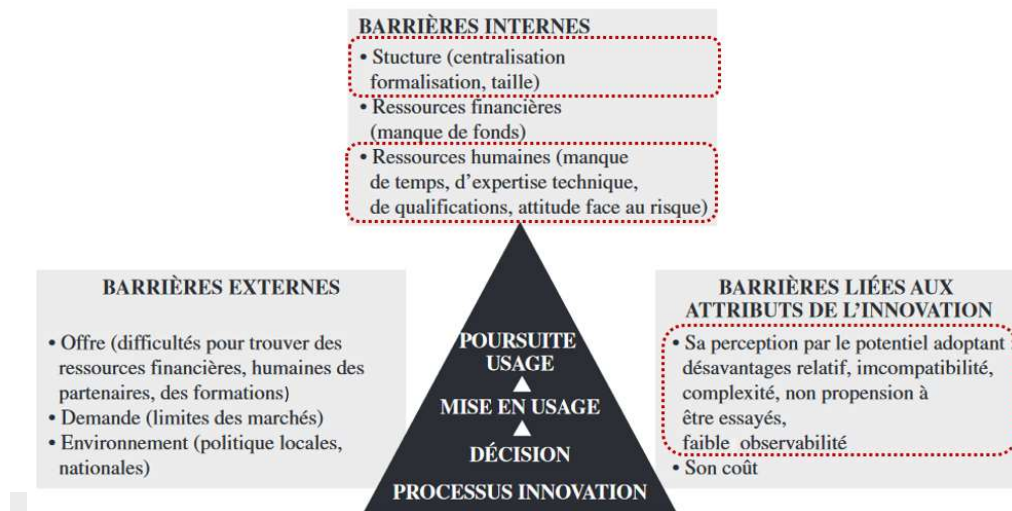 BARRIÈRES INTERNES
• Stucture (centralisation
formalisation, taille)
• Ressources financières
(manque de fonds)
• Ressources humaines (manque
de temps, d'expertise technique,
de qualifications, attitude face au risque)
BARRIÈRES EXTERNES
• Offre (difficultés pour trouver des
ressources financières, humaines des
partenaires, des formations)
• Demande (limites des marchés)
• Environnement (politique locales,
nationales)
POURSUITE
USAGE
MISE EN USAGE
DÉCISION
PROCESSUS INNOVATION
BARRIÈRES LIÉES AUX
ATTRIBUTS DE L'INNOVATION
• Sa perception par le potentiel adoptant :
désavantages relatif, imcompatibilité,
complexité, non propension à
être essayés,
faible observabilité
• Son coût